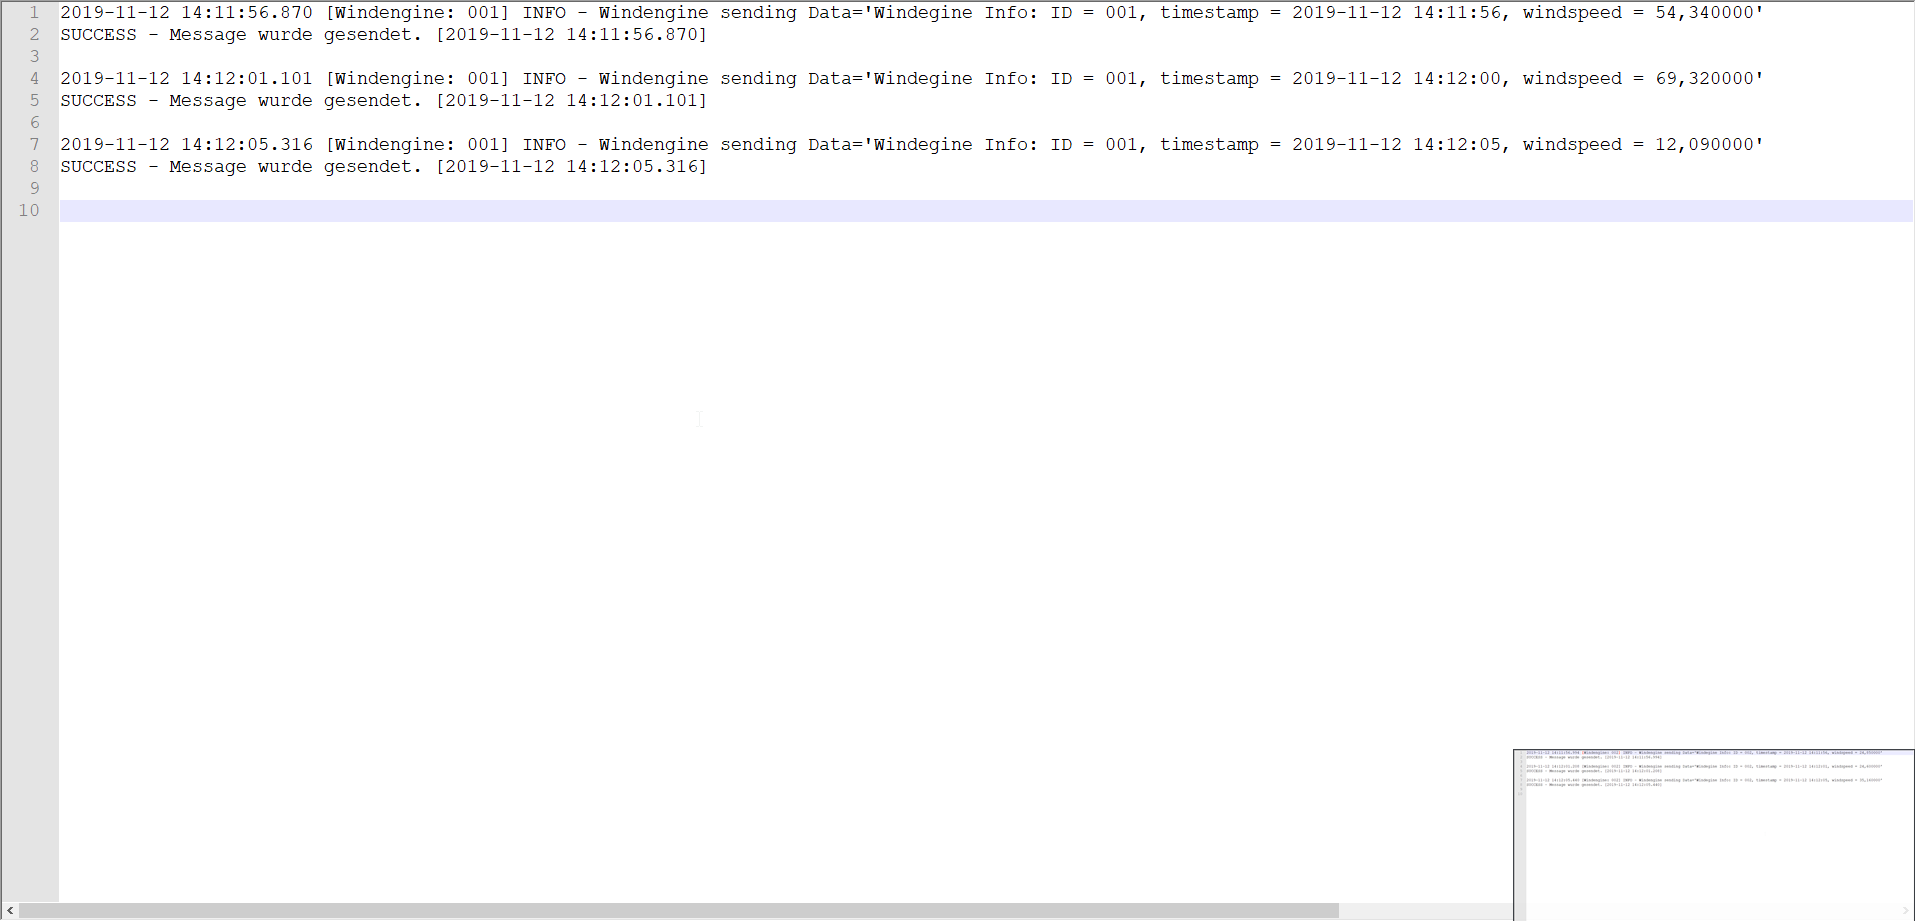 1 2019-11-12 14:11:56.870 [Windengine: 001] INFO - Windengine sending Data='Windegine Info: ID = 001, timestamp = 2019-11-12 14:11:56, windspeed = 54,340000'
2 SUCCESS - Message wurde gesendet. [2019-11-12 14:11:56.870]
3
4 2019-11-12 14:12:01.101 [Windengine: 001] INFO - Windengine sending Data='Windegine Info: ID = 001, timestamp = 2019-11-12 14:12:00, windspeed = 69,320000'
5 SUCCESS - Message wurde gesendet. [2019-11-12 14:12:01.101]
6
7 2019-11-12 14:12:05.316 [Windengine: 001] INFO - Windengine sending Data='Windegine Info: ID = 001, timestamp = 2019-11-12 14:12:05, windspeed = 12,090000'
8 SUCCESS - Message wurde gesendet. [2019-11-12 14:12:05.316]
9
10